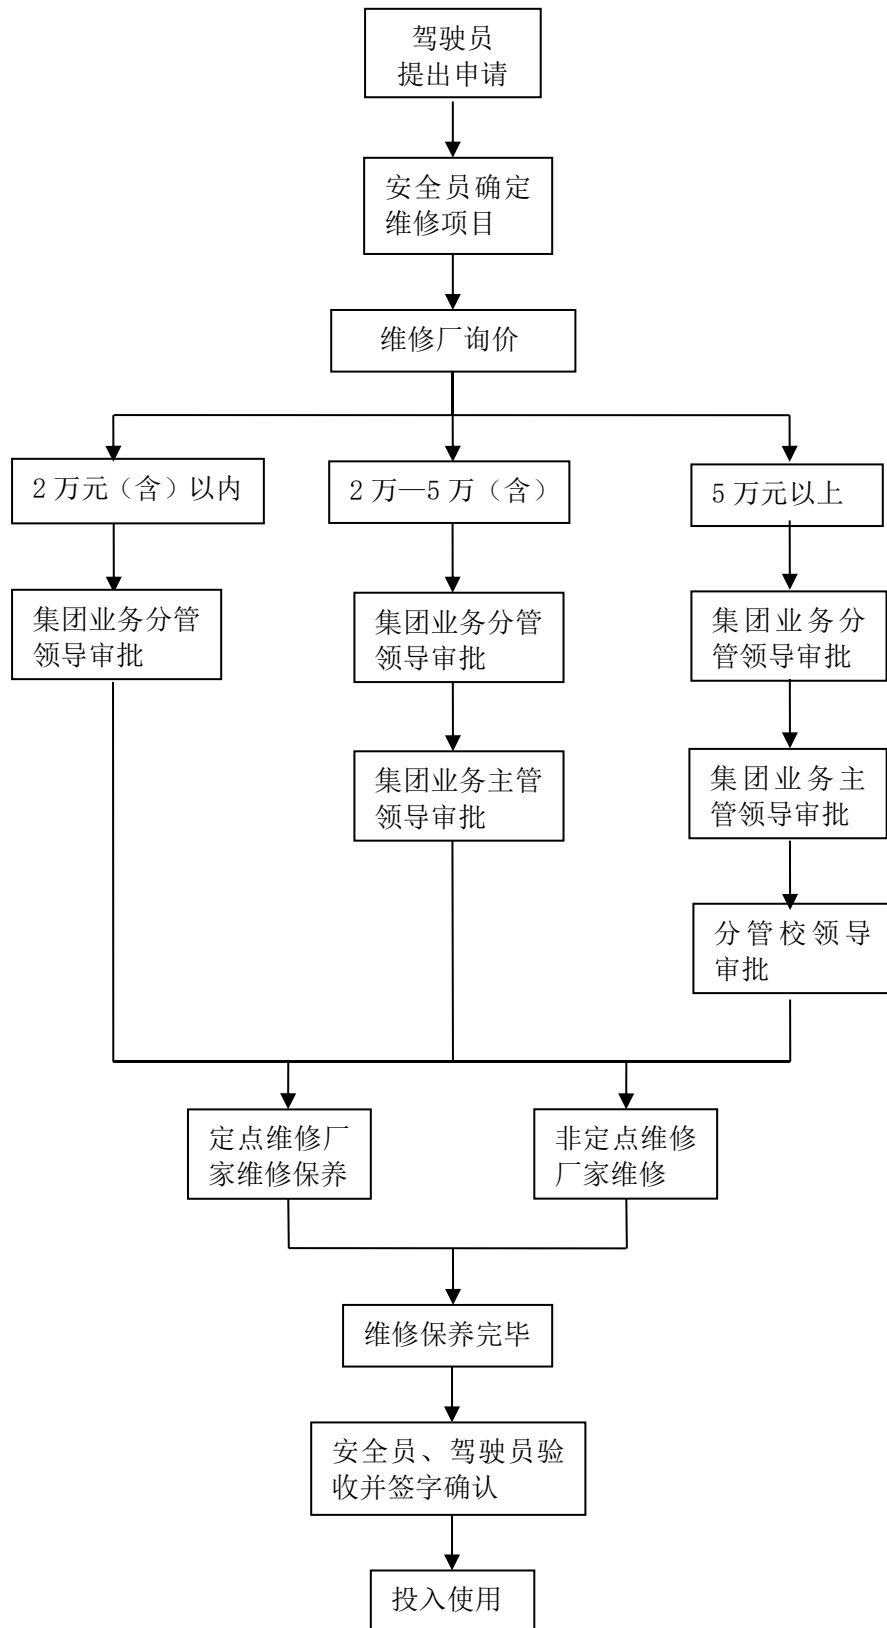 驾驶员
提出申请
安全员确定
维修项目
维修厂询价
2 万元（含）以内
2 万—5 万（含）
5 万元以上
集团业务分管
领导审批
集团业务分管
领导审批
集团业务分
管领导审批
集团业务主管
领导审批
集团业务主
管领导审批
分管校领导
审批
定点维修厂
家维修保养
非定点维修
厂家维修
维修保养完毕
安全员、驾驶员验
收并签字确认
投入使用